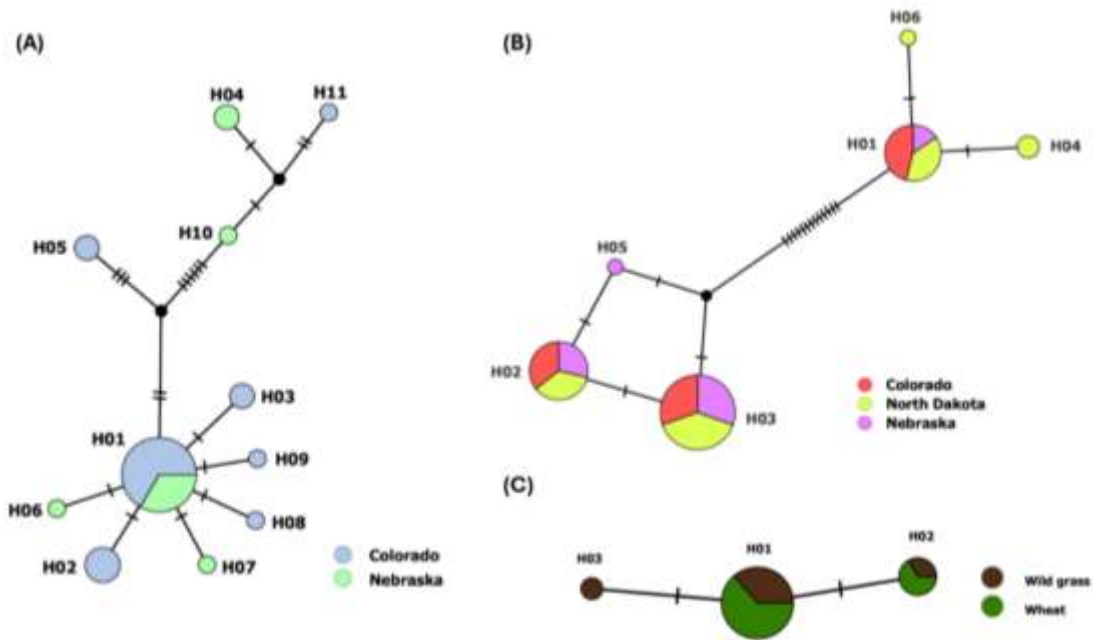 (A)
H04
H11
H10
H05
H03
H01
H09
H06
H08
H02
H07
Colorado
Nebraska
(B)
H06
H01
H04
H05
H02
H03
Colorado
North Dakota
Nebraska
(C)
H03
H01
H02
Wild grass
Wheat